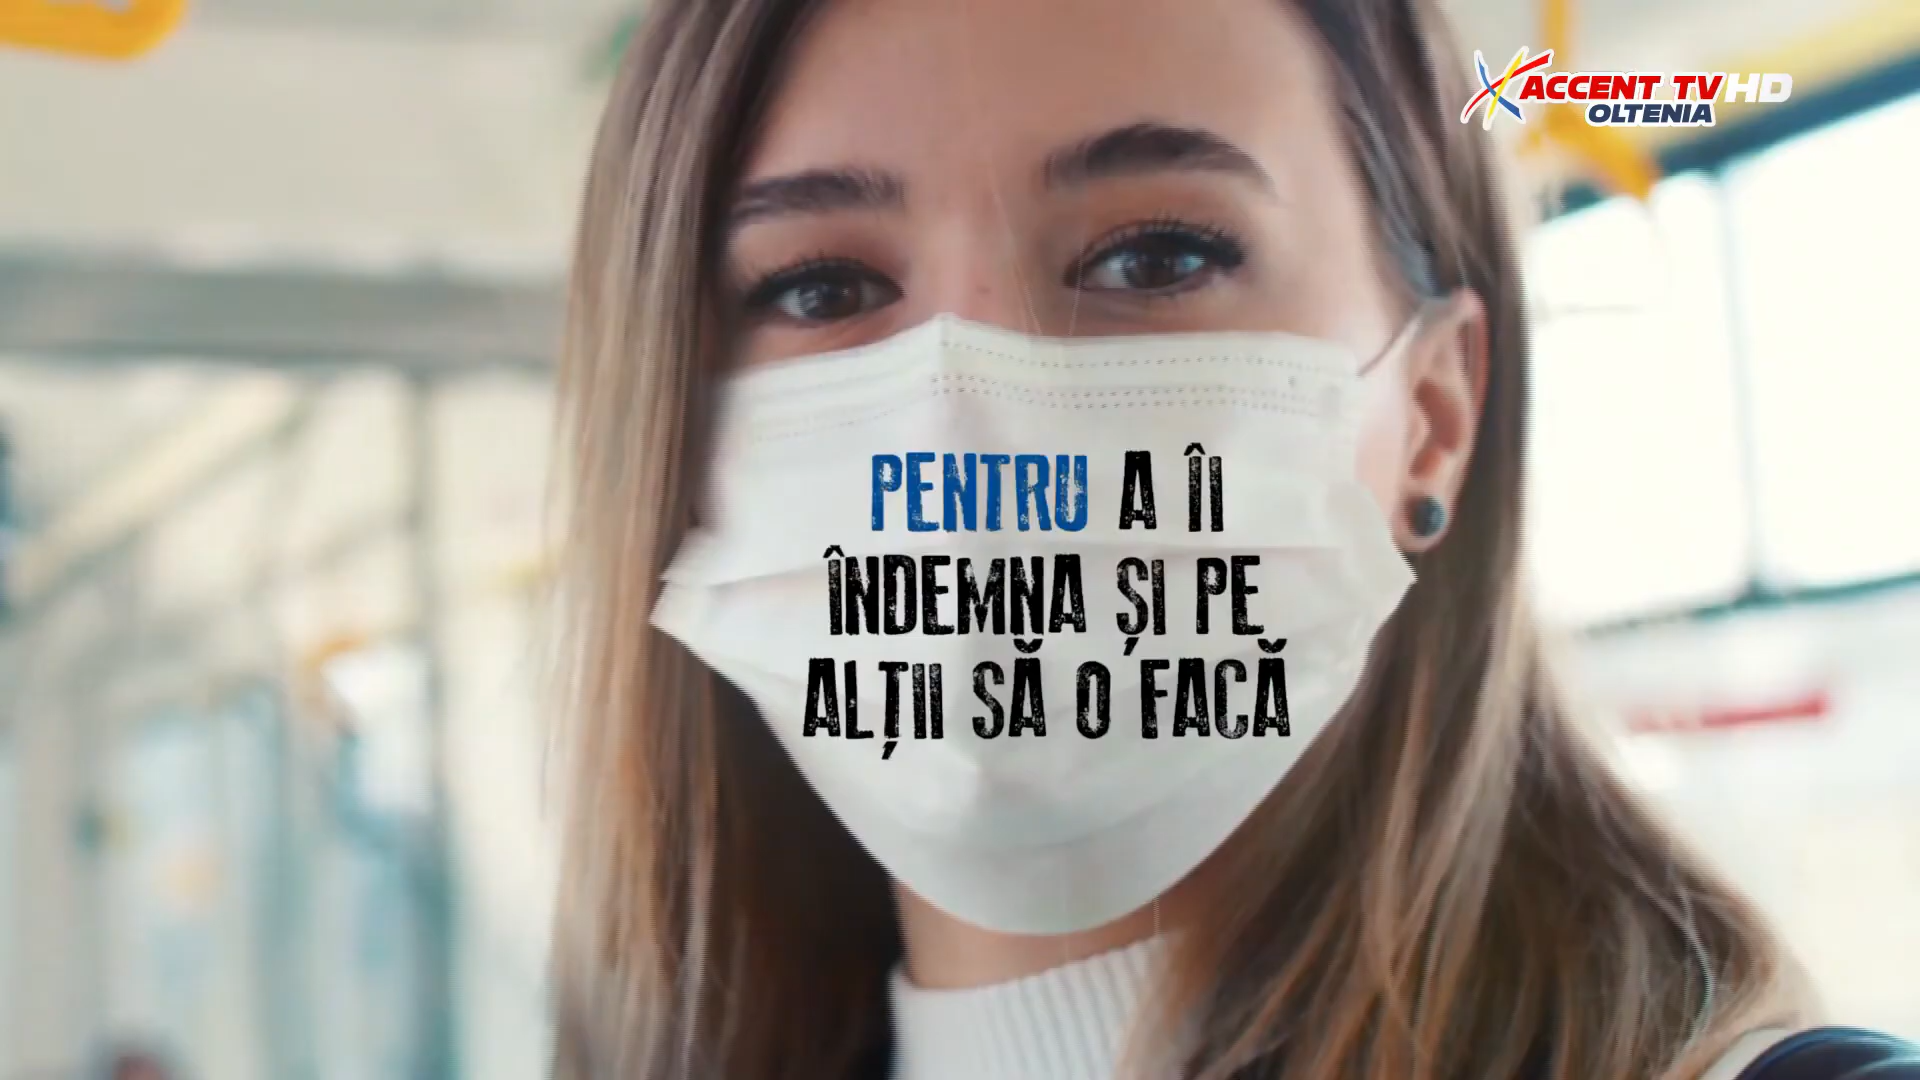 ACCENT TV HD
OLTENIA
PENTRU A ÎI
ÎNDEMNA ȘI PE
ALȚII SĂ O FACĂ